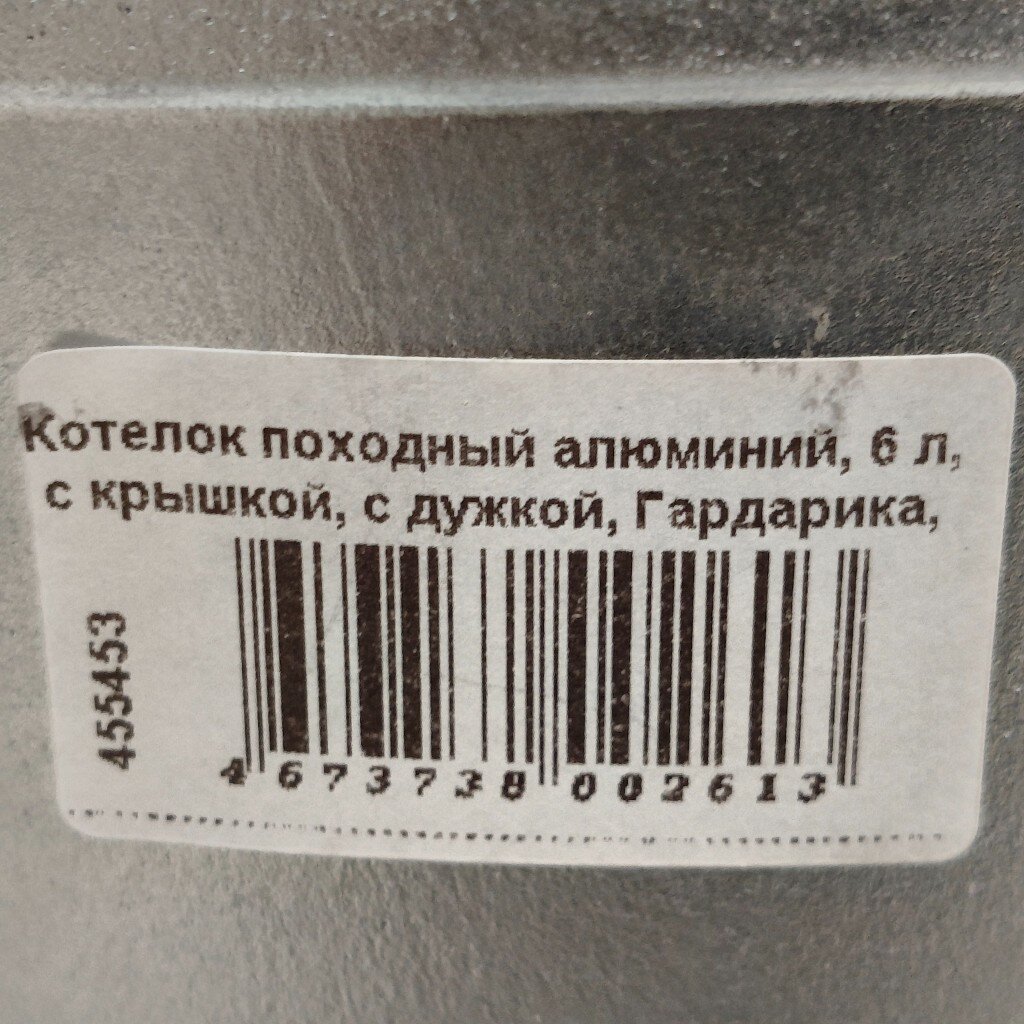 Котелок походный алюминий, 6 л,
с крышкой, с дужкой, Гардарика,
455453
4 673738 002613